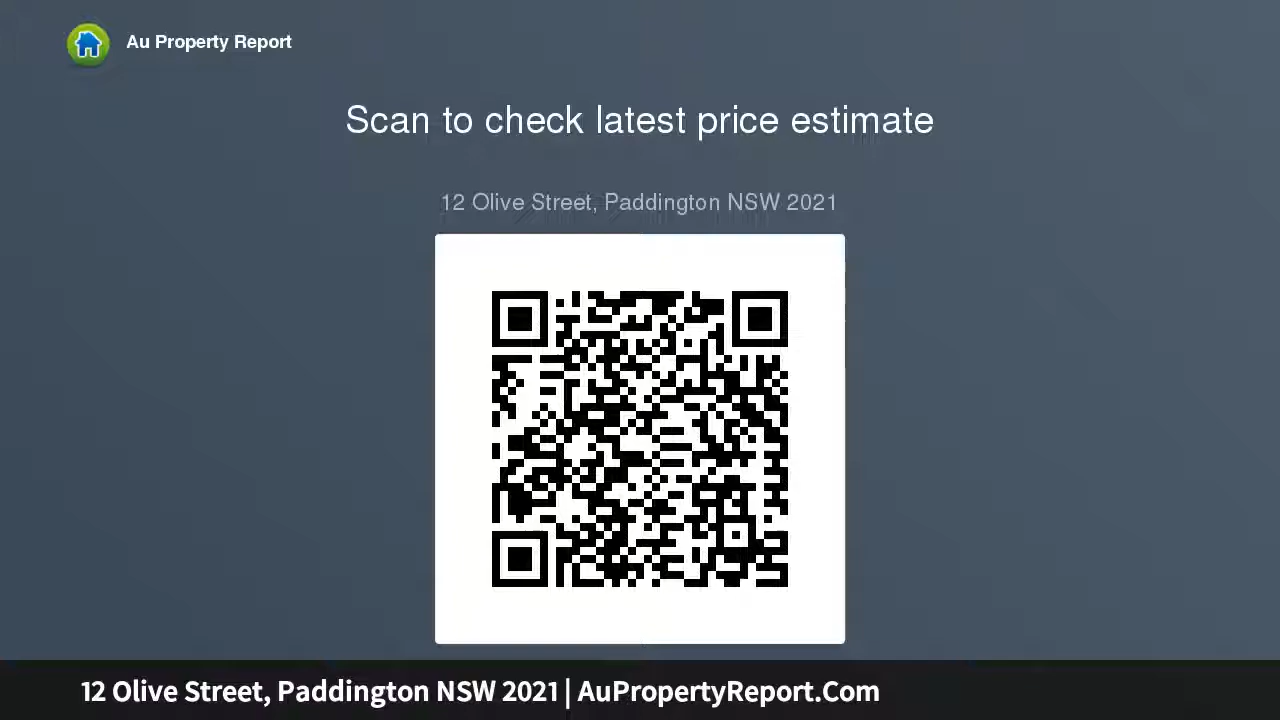 Au Property Report
Scan to check latest price estimate
12 Olive Street, Paddington NSW 2021
12 Olive Street, Paddington NSW 2021 | AuPropertyReport.Com